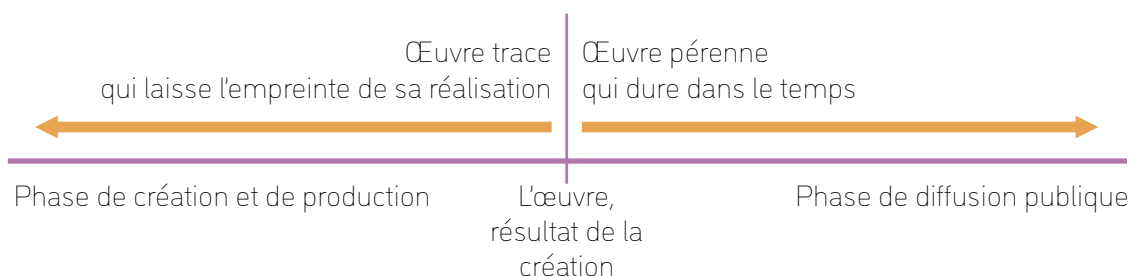 Œuvre trace
qui laisse l'empreinte de sa réalisation
Œuvre pérenne
qui dure dans le temps
Phase de création et de production
L'œuvre,
résultat de la
création
Phase de diffusion publique